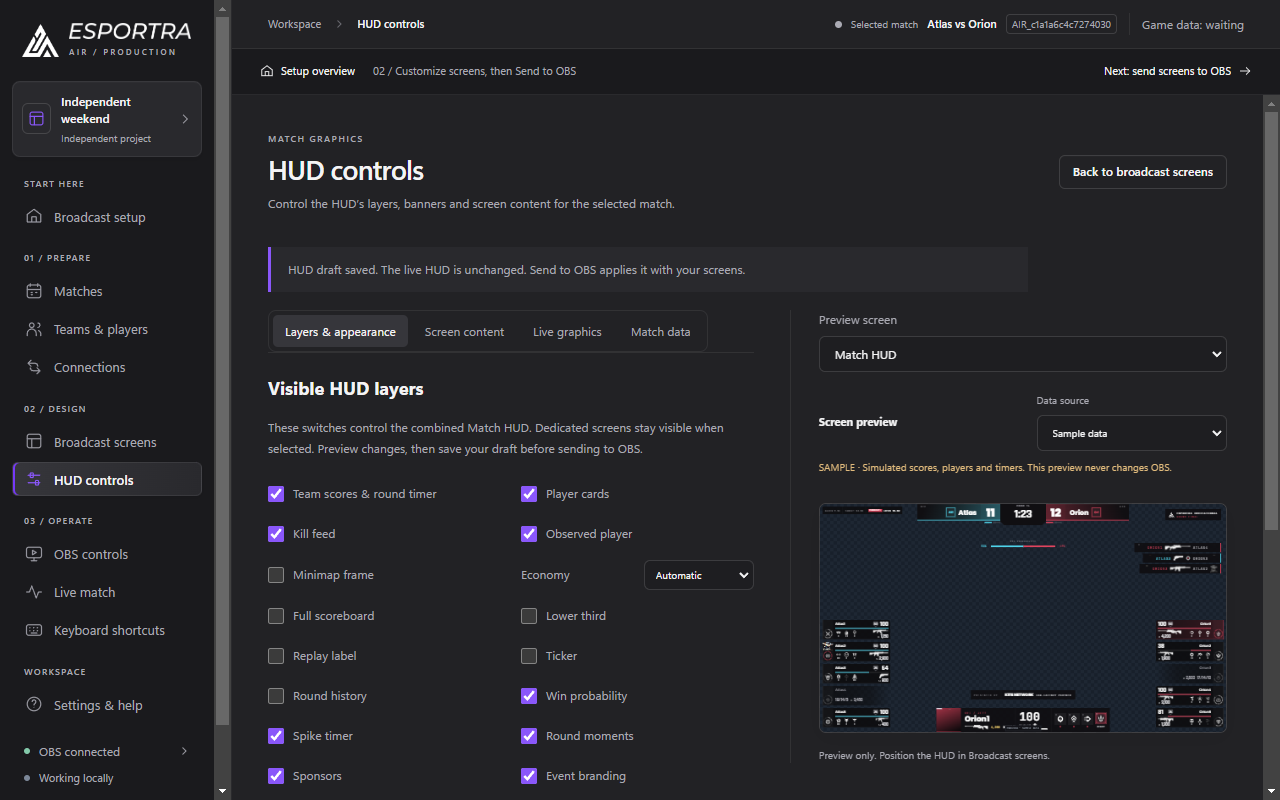 ESPORTRA
AIR / PRODUCTION
Independent weekend
Independent project
START HERE
Broadcast setup
01 / PREPARE
Matches
Teams & players
Connections
02 / DESIGN
Broadcast screens
HUD controls
03 / OPERATE
OBS controls
Live match
Keyboard shortcuts
WORKSPACE
Settings & help
OBS connected
Working locally
Workspace > HUD controls
Selected match Atlas vs Orion AIR_c1a1a6c4c7274030 Game data: waiting
Setup overview 02 / Customize screens, then Send to OBS
Next: send screens to OBS →
MATCH GRAPHICS
HUD controls
Control the HUD's layers, banners and screen content for the selected match.
Back to broadcast screens
HUD draft saved. The live HUD is unchanged. Send to OBS applies it with your screens.
Layers & appearance Screen content Live graphics Match data
Visible HUD layers
These switches control the combined Match HUD. Dedicated screens stay visible when
selected. Preview changes, then save your draft before sending to OBS.
Team scores & round timer Player cards
Kill feed Observed player
Minimap frame Economy Automatic
Full scoreboard Lower third
Replay label Ticker
Round history Win probability
Spike timer Round moments
Sponsors Event branding
Preview screen
Match HUD
Data source
Screen preview Sample data
SAMPLE · Simulated scores, players and timers. This preview never changes OBS.
Atlas 11 1:23 12 Orion
Orion1 100
Preview only. Position the HUD in Broadcast screens.